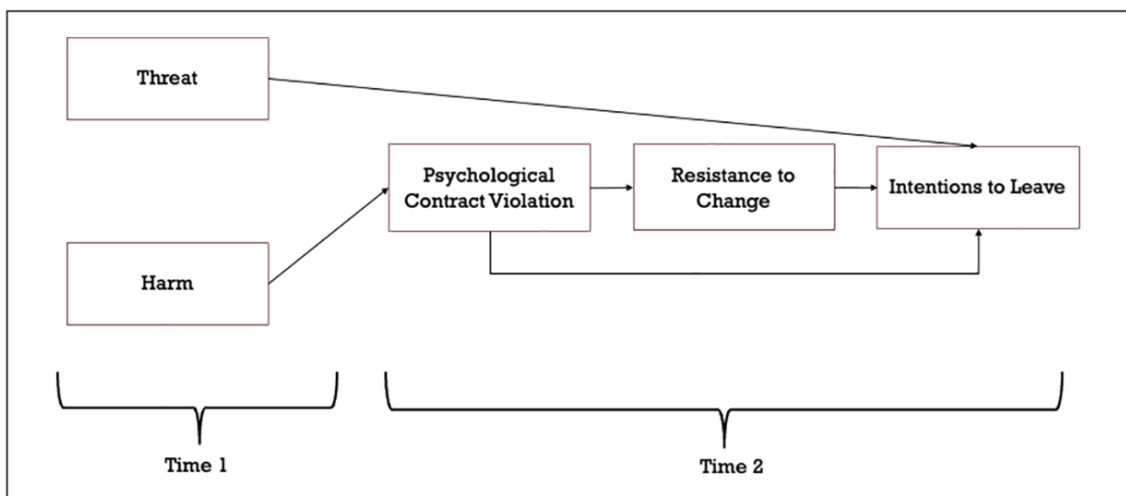 Threat
Psychological
Contract Violation
Resistance to
Change
Intentions to Leave
Harm
Time 1
Time 2